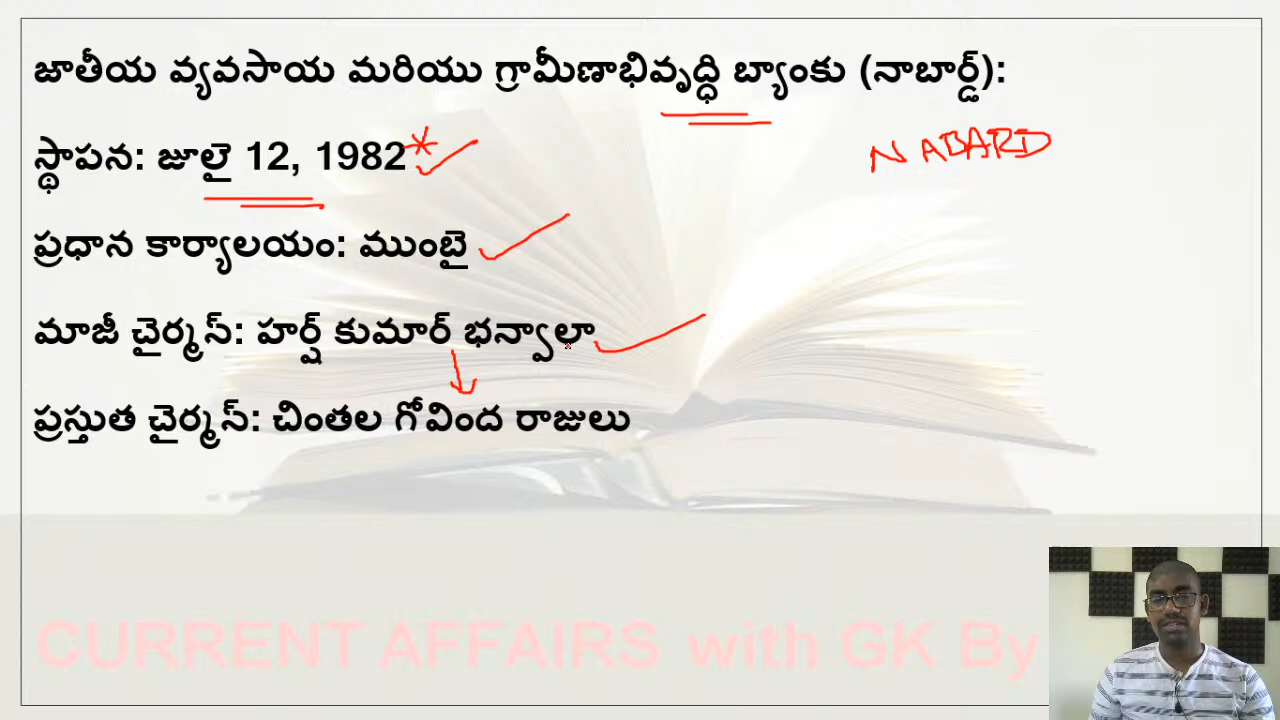 జాతీయ వ్యవసాయ మరియు గ్రామీణాభివృద్ధి బ్యాంకు (నాబార్డ్):
స్థాపన: జూలై 12, 1982*
NABARD
ప్రధాన కార్యాలయం: ముంబై
మాజీ చైర్మన్: హర్ష్ కుమార్ భన్వాలా
ప్రస్తుత చైర్మన్: చింతల గోవింద రాజులు
CURRENT AFFAIRS with GK By